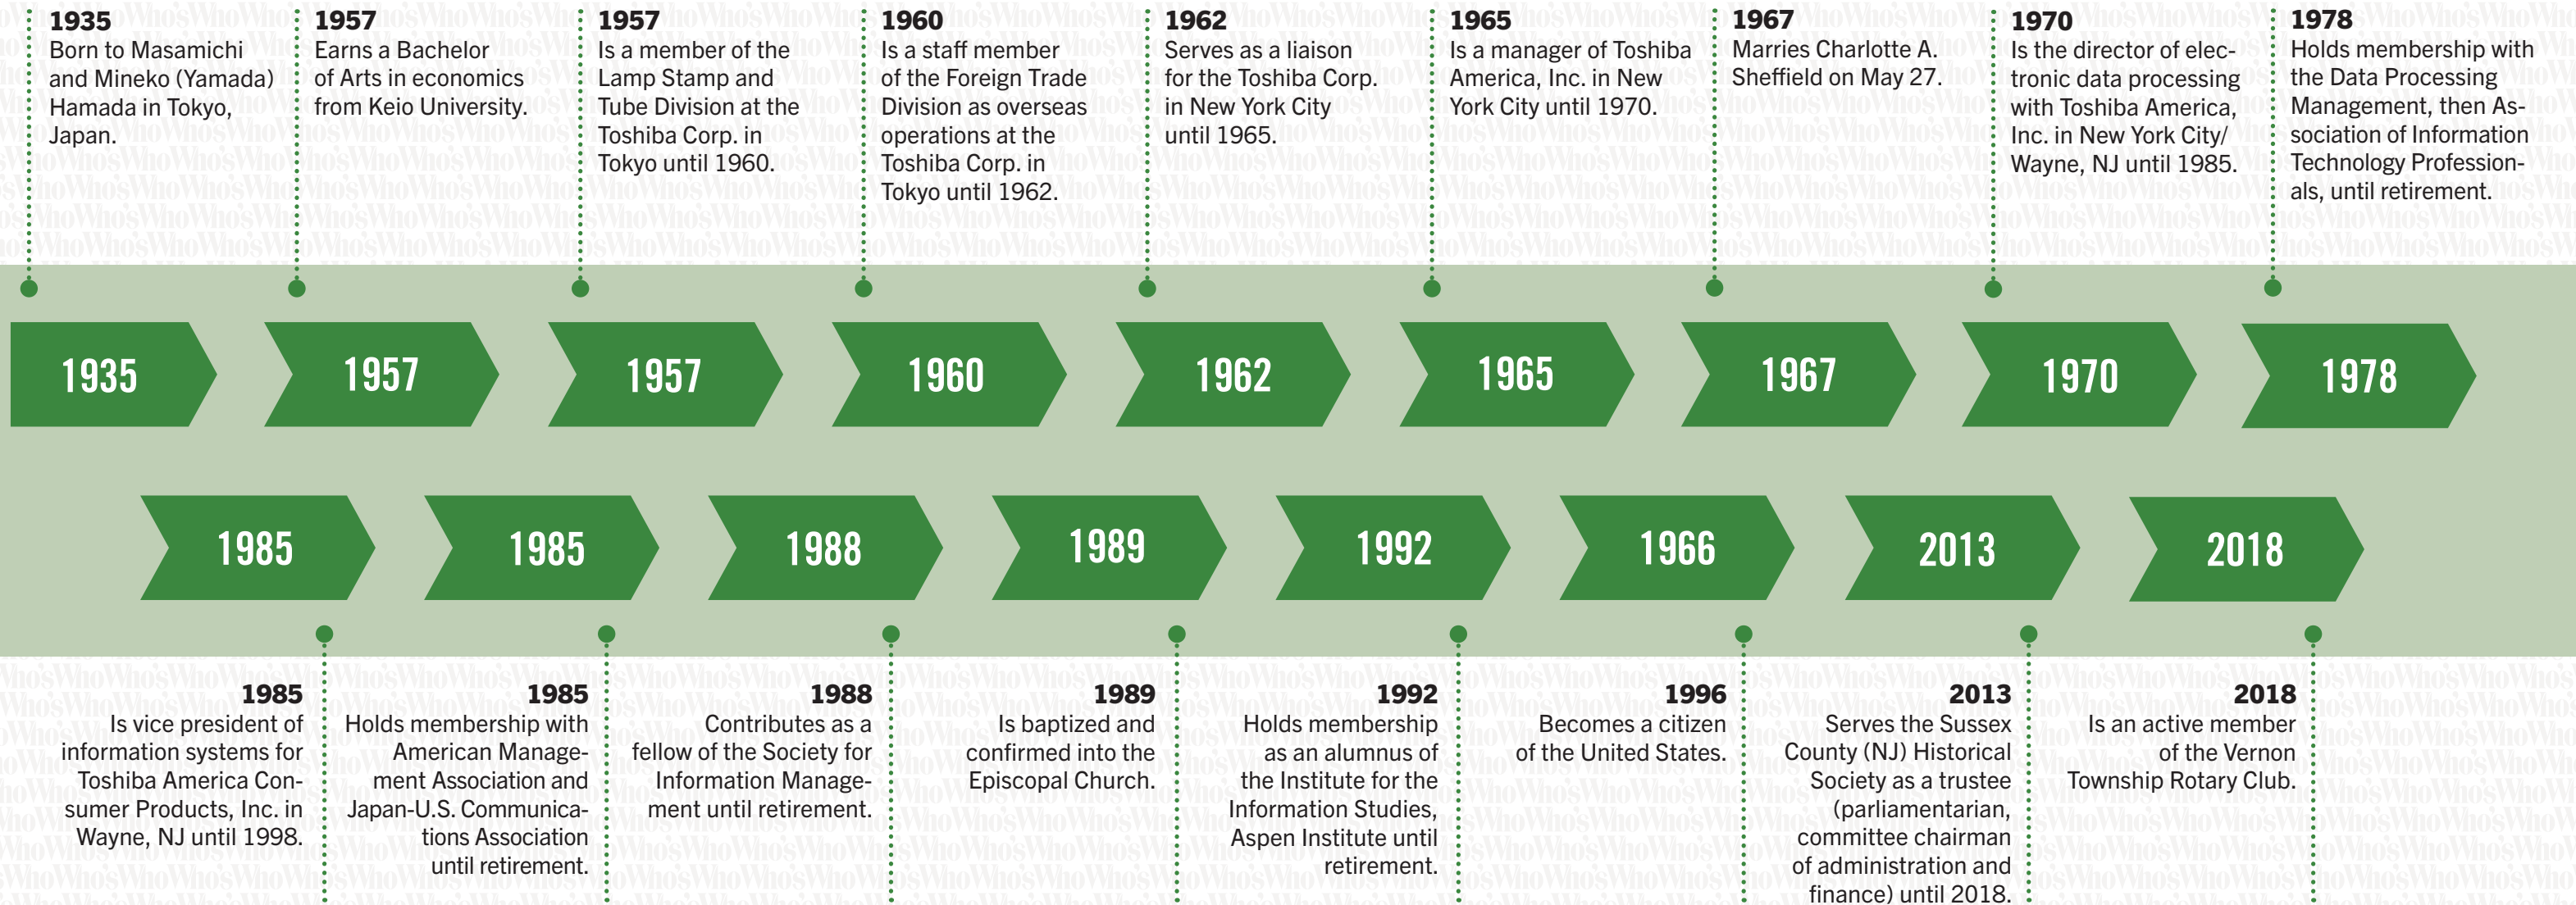 1935
Born to Masamichi
and Mineko (Yamada)
Hamada in Tokyo,
Japan.
1957
Earns a Bachelor
of Arts in economics
from Keio University.
1957
Is a member of the
Lamp Stamp and
Tube Division at the
Toshiba Corp. in
Tokyo until 1960.
1960
Is a staff member
of the Foreign Trade
Division as overseas
operations at the
Toshiba Corp. in
Tokyo until 1962.
1962
Serves as a liaison
for the Toshiba Corp.
in New York City
until 1965.
1965
Is a manager of Toshiba
America, Inc. in New
York City until 1970.
1967
Marries Charlotte A.
Sheffield on May 27.
1970
Is the director of elec-
tronic data processing
with Toshiba America,
Inc. in New York City/
Wayne, NJ until 1985.
1978
Holds membership with
the Data Processing
Management, then As-
sociation of Information
Technology Profession-
als, until retirement.
1935
1957
1957
1960
1962
1965
1967
1970
1978
1985
1985
1988
1989
1992
1966
2013
2018
1985
Is vice president of
information systems for
Toshiba America Con-
sumer Products, Inc. in
Wayne, NJ until 1998.
1985
Holds membership with
American Manage-
ment Association and
Japan-U.S. Communica-
tions Association
until retirement.
1988
Contributes as a
fellow of the Society for
Information Manage-
ment until retirement.
1989
Is baptized and
confirmed into the
Episcopal Church.
1992
Holds membership
as an alumnus of
the Institute for the
Information Studies,
Aspen Institute until
retirement.
1996
Becomes a citizen
of the United States.
2013
Serves the Sussex
County (NJ) Historical
Society as a trustee
(parliamentarian,
committee chairman
of administration and
finance) until 2018.
2018
Is an active member
of the Vernon
Township Rotary Club.